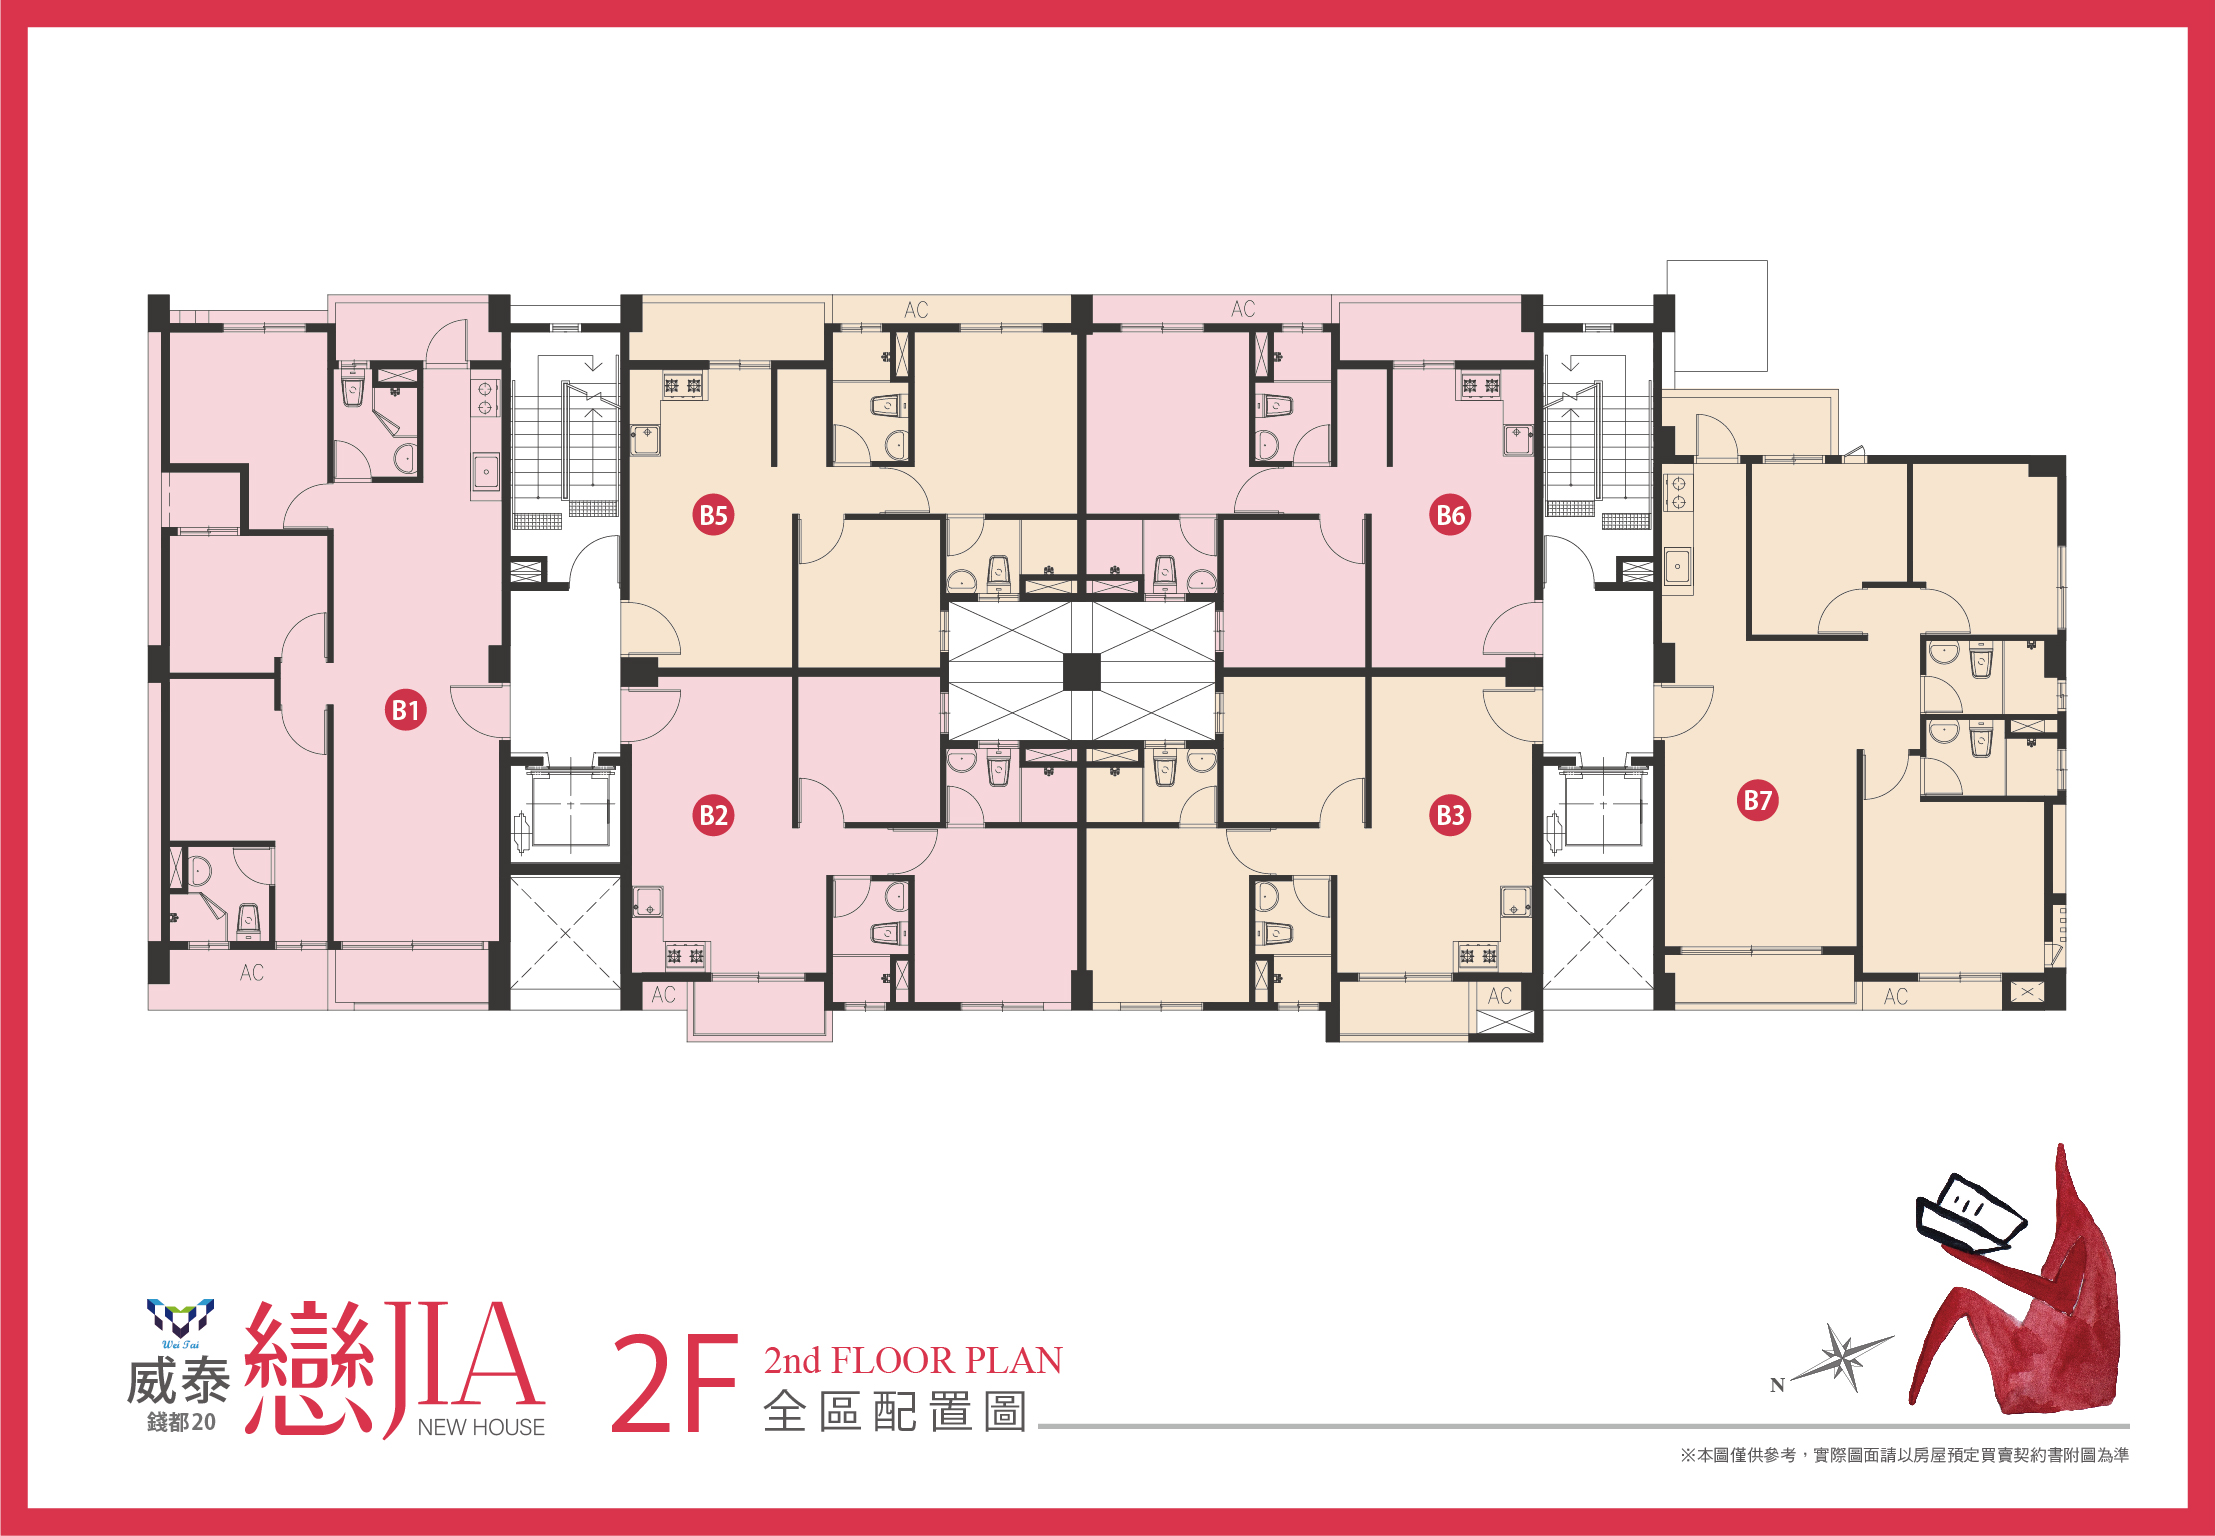 AC
AC
B5
B6
B1
B7
B2
B3
AC
AC
AC
AC
Wei Tai
威泰
錢都20
戀JIA
NEW HOUSE
2F
2nd FLOOR PLAN
全區配置圖
N
※本圖僅供參考，實際圖面請以房屋預定買賣契約書附圖為準